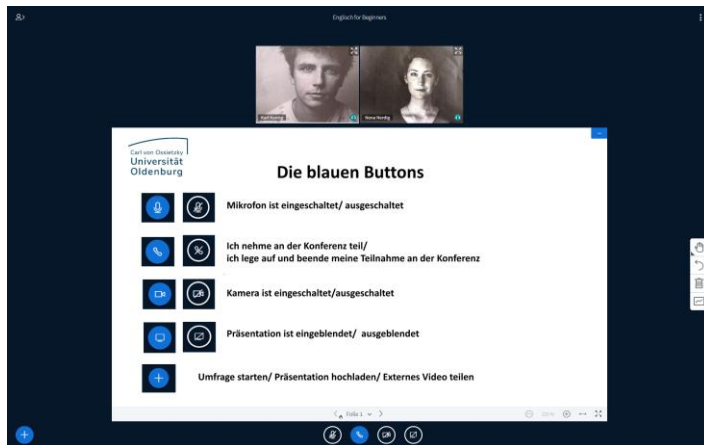 Englisch für Beginners
Carl von Ossietzky
Universität
Oldenburg
Die blauen Buttons
Mikrofon ist eingeschaltet/ ausgeschaltet
Ich nehme an der Konferenz teil/
ich lege auf und beende meine Teilnahme an der Konferenz
Kamera ist eingeschaltet/ausgeschaltet
Präsentation ist eingeblendet/ ausgeblendet
Umfrage starten/ Präsentation hochladen/ Externes Video teilen
Folie 1